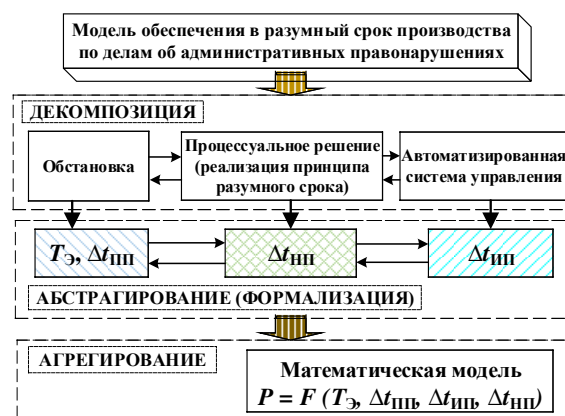 Модель обеспечения в разумный срок производства
по делам об административных правонарушениях
ДЕКОМПОЗИЦИЯ
Обстановка
Процессуальное решение
(реализация принципа
разумного срока)
Автоматизированная
система управления
TЭ, ΔtПП
ΔtНП
ΔtИП
АБСТРАГИРОВАНИЕ (ФОРМАЛИЗАЦИЯ)
АГРЕГИРОВАНИЕ
Математическая модель
P = F (TЭ, ΔtПП, ΔtИП, ΔtНП)